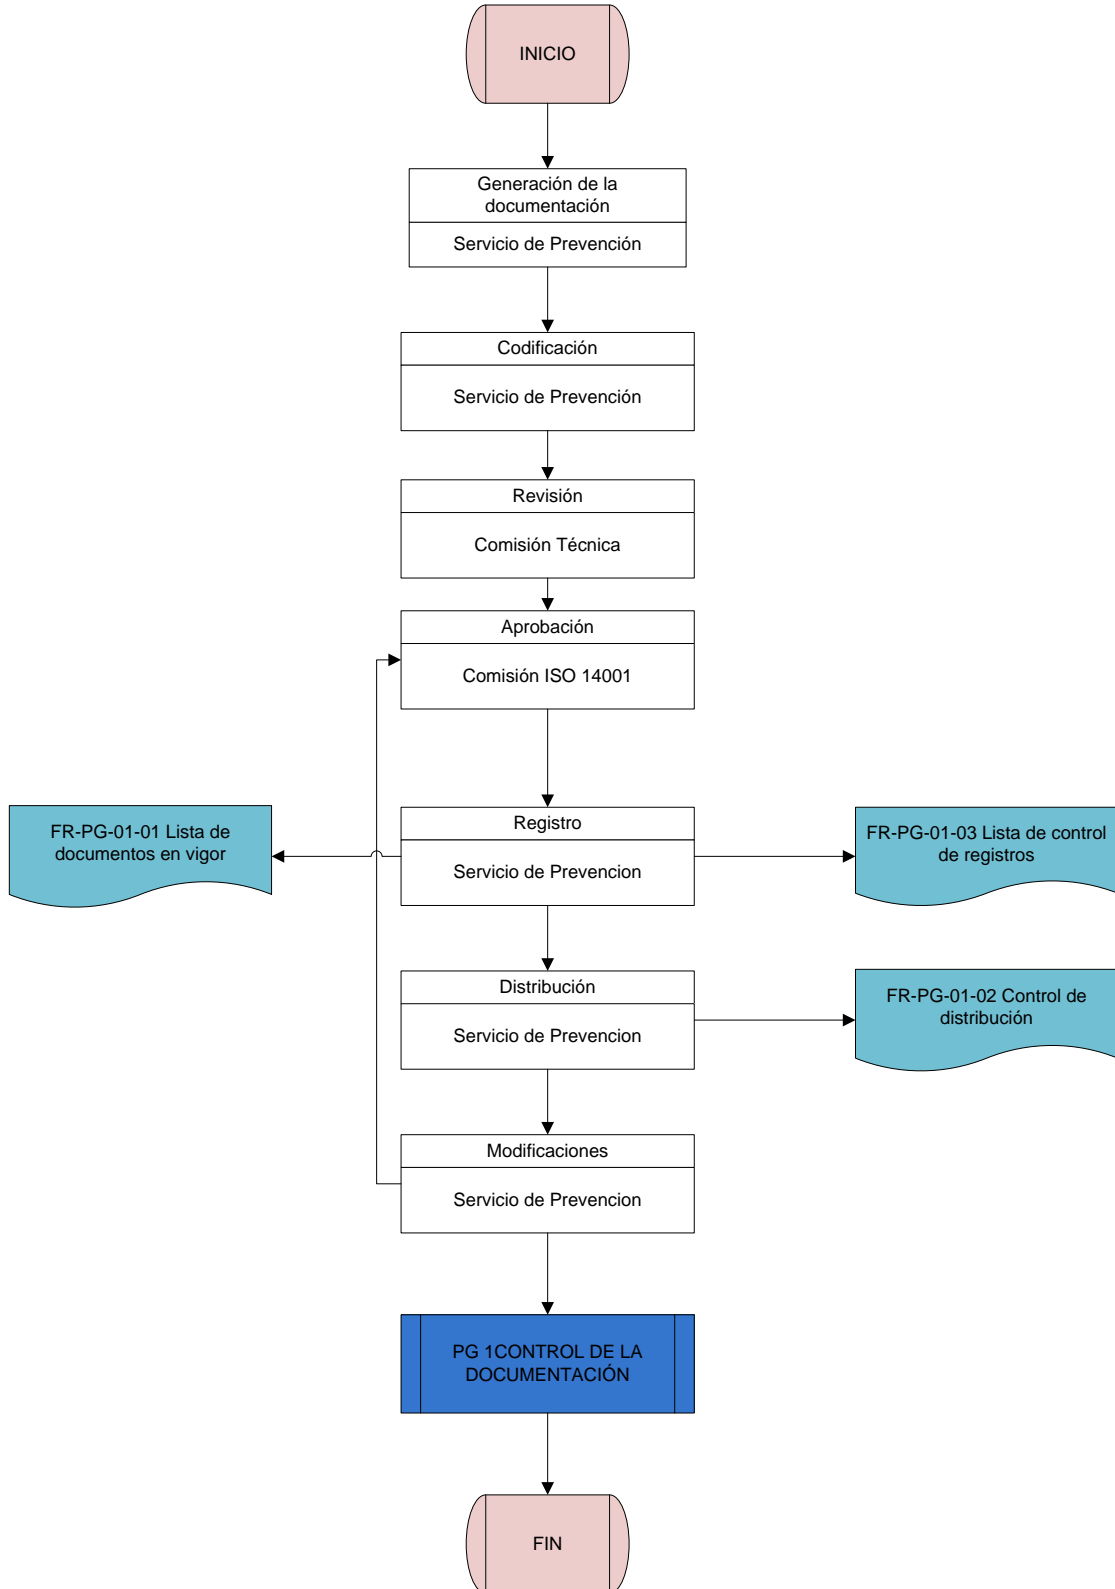 INICIO
Generación de la
documentación
Servicio de Prevención
Codificación
Servicio de Prevención
Revisión
Comisión Técnica
Aprobación
Comisión ISO 14001
FR-PG-01-01 Lista de
documentos en vigor
Registro
Servicio de Prevencion
FR-PG-01-03 Lista de control
de registros
Distribución
Servicio de Prevencion
FR-PG-01-02 Control de
distribución
Modificaciones
Servicio de Prevencion
PG 1CONTROL DE LA
DOCUMENTACIÓN
FIN